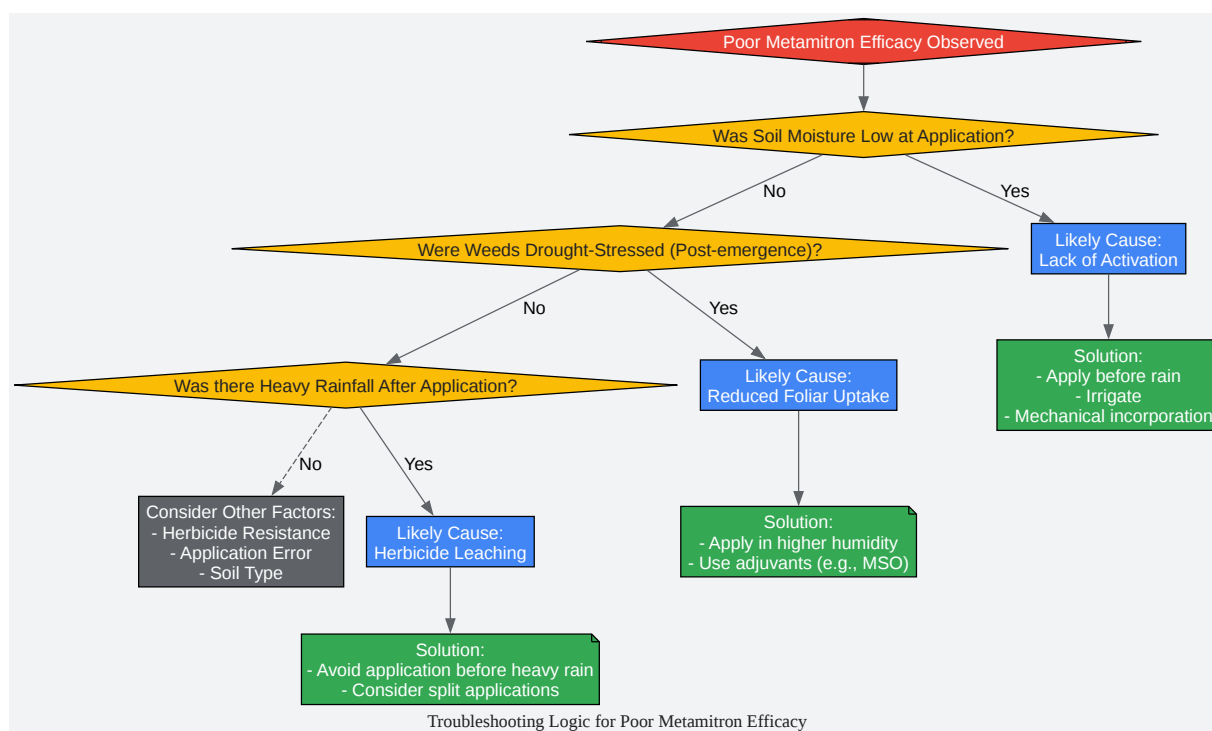 Poor Metamitron Efficacy Observed
Was Soil Moisture Low at Application?
No
Yes
Were Weeds Drought-Stressed (Post-emergence)?
Likely Cause:
Lack of Activation
No
Yes
Solution:
- Apply before rain
- Irrigate
- Mechanical incorporation
Was there Heavy Rainfall After Application?
Likely Cause:
Reduced Foliar Uptake
No
Yes
Consider Other Factors:
- Herbicide Resistance
- Application Error
- Soil Type
Likely Cause:
Herbicide Leaching
Solution:
- Apply in higher humidity
- Use adjuvants (e.g., MSO)
Solution:
- Avoid application before heavy rain
- Consider split applications
Troubleshooting Logic for Poor Metamitron Efficacy